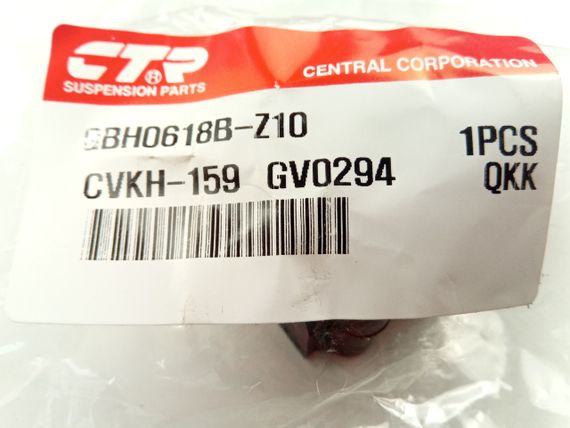 CTR®
SUSPENSION PARTS
CENTRAL CORPORATION
GBH0618B-Z10
1PCS
CVKH-159 GV0294
QKK